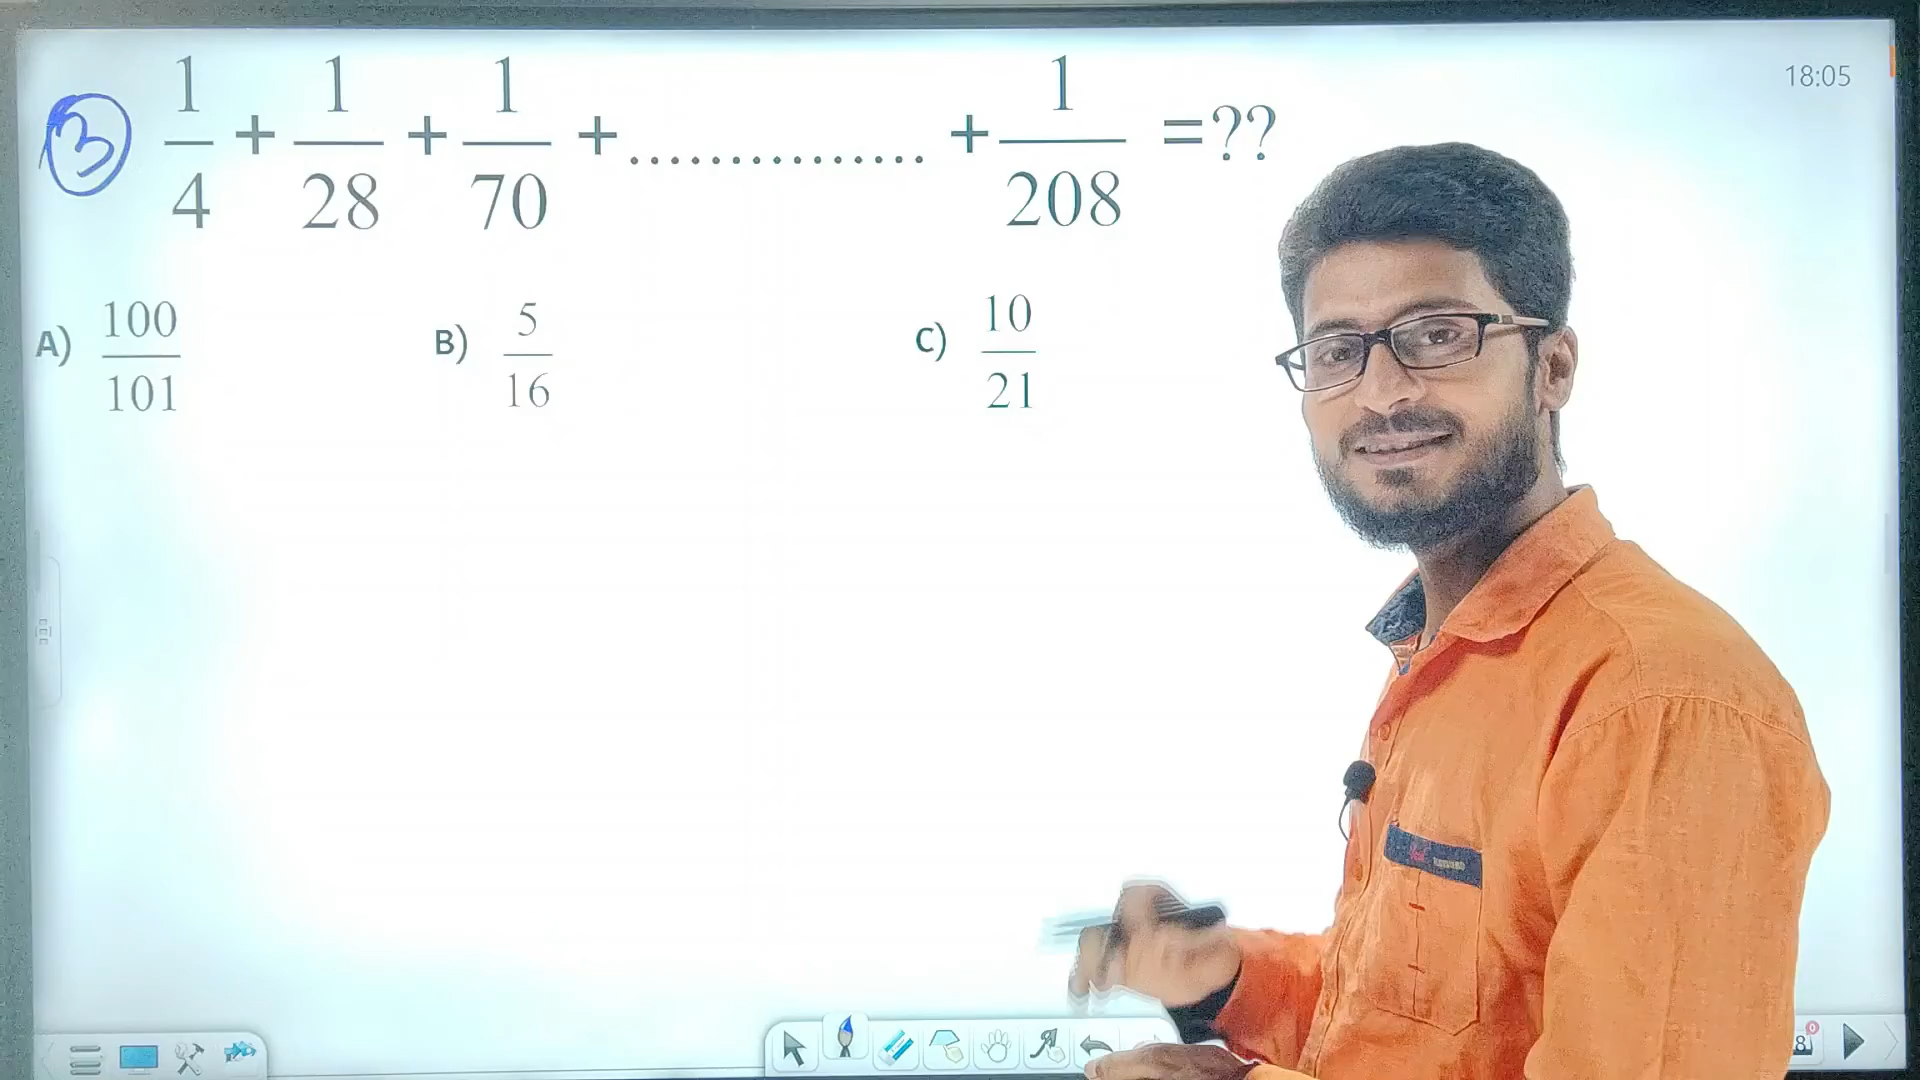 ③ 1/4 + 1/28 + 1/70 + ............... + 1/208 = ??
18:05
A) 100/101 B) 5/16 C) 10/21